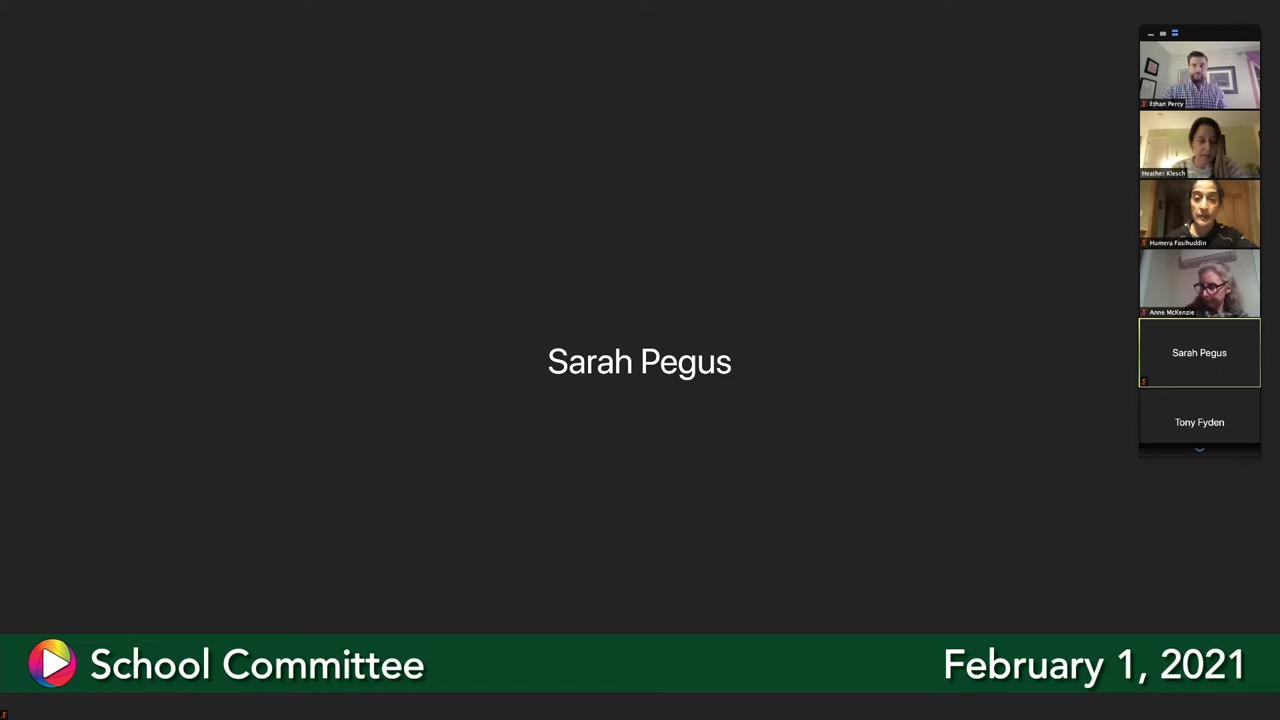 Ethan Percy
Heather Klesch
Humera Fasihuddin
Anne McKenzie
Sarah Pegus
Tony Fyden
Sarah Pegus
School Committee
February 1, 2021